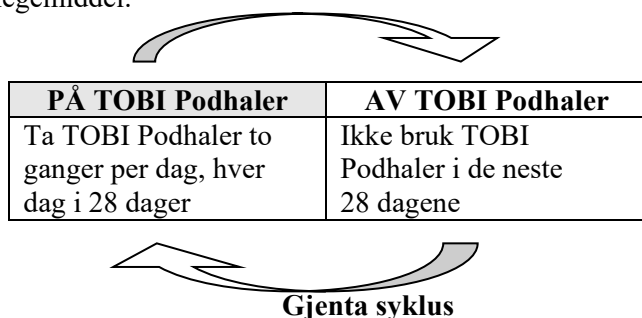 PÅ TOBI Podhaler
AV TOBI Podhaler
Ta TOBI Podhaler to
ganger per dag, hver
dag i 28 dager
Ikke bruk TOBI
Podhaler i de neste
28 dagene
Gjenta syklus